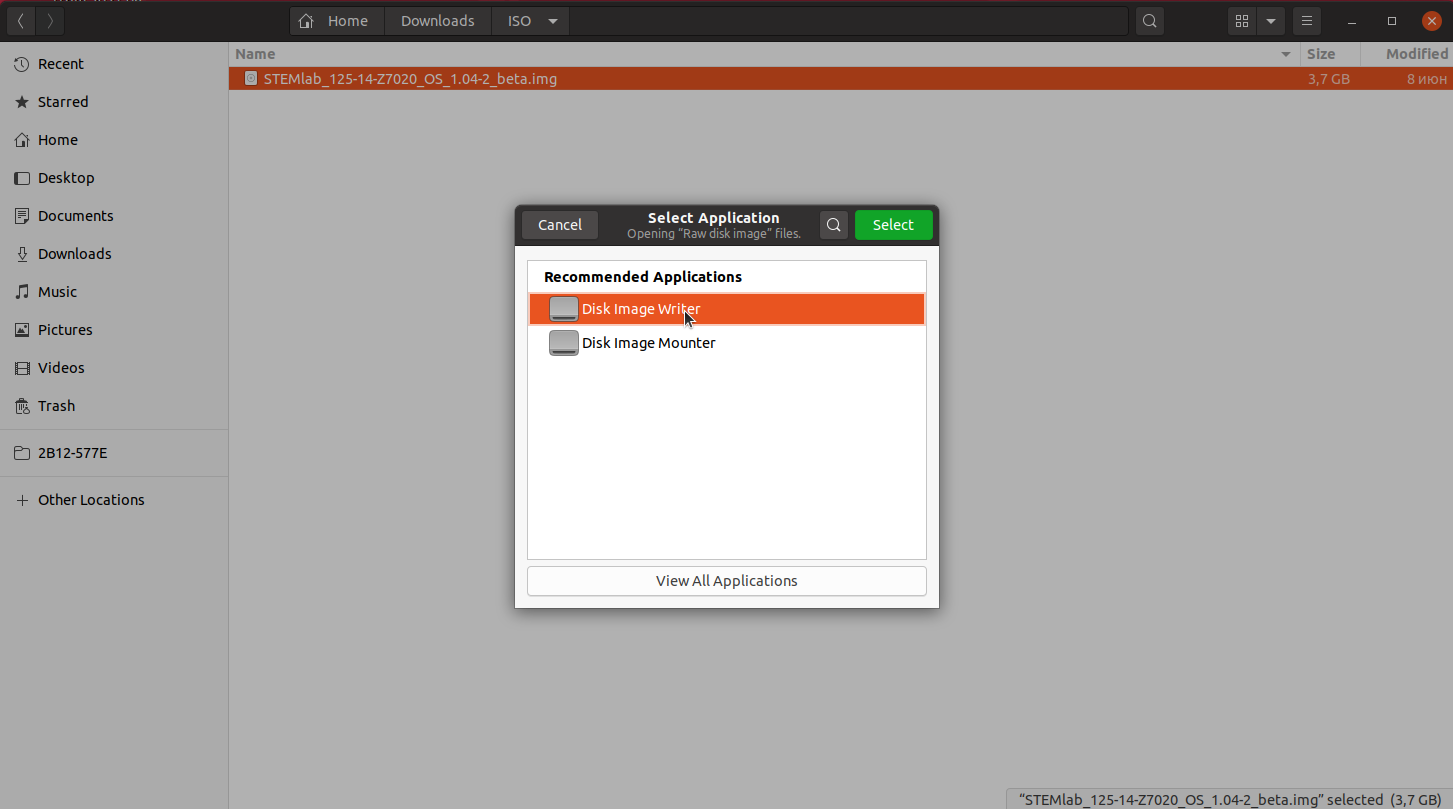 Home Downloads ISO
Name Size Modified
STEMlab_125-14-Z7020_OS_1.04-2_beta.img 3,7 GB 8 июн
Recent
Starred
Home
Desktop
Documents
Downloads
Music
Pictures
Videos
Trash
2B12-577E
Other Locations
Cancel
Select Application
Opening “Raw disk image” files.
Select
Recommended Applications
Disk Image Writer
Disk Image Mounter
View All Applications
“STEMlab_125-14-Z7020_OS_1.04-2_beta.img” selected (3,7 GB)